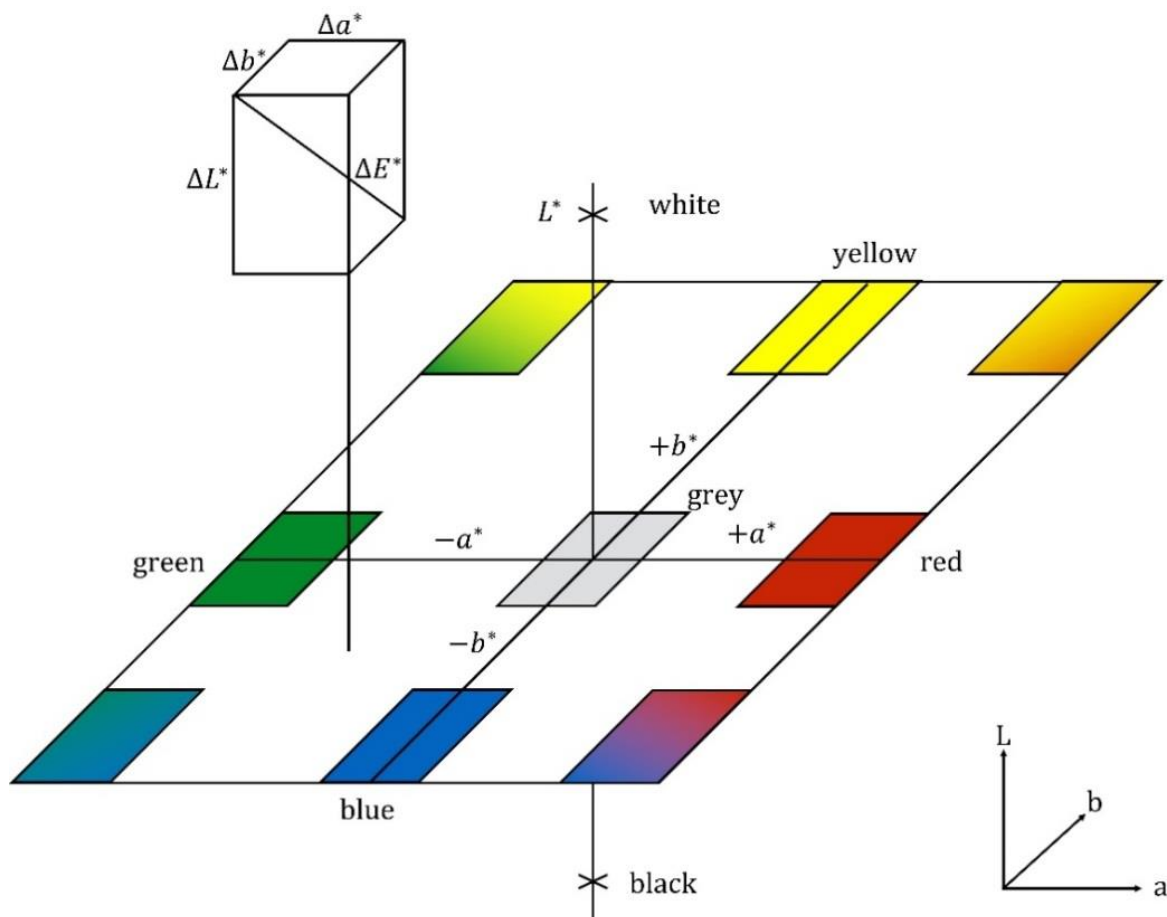 Δa*
Δb*
ΔL*
ΔE*
L*
white
yellow
+b*
grey
green
−a*
+a*
red
−b*
L
b
blue
black
a